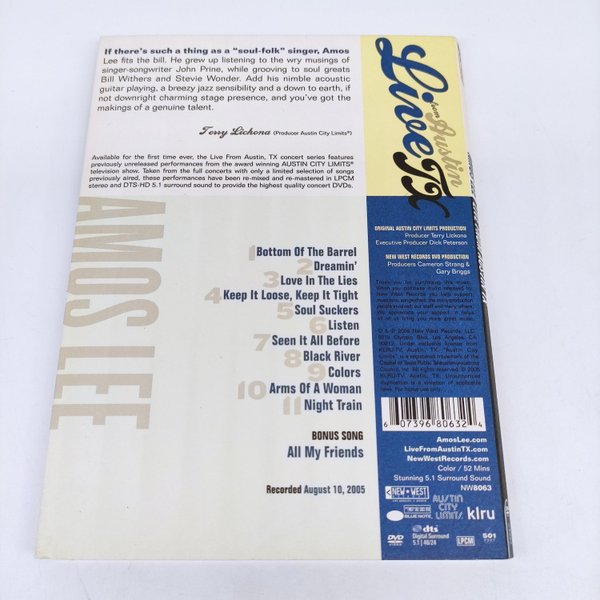 If there's such a thing as a "soul-folk" singer, Amos
Lee fits the bill. He grew up listening to the wry musings of
singer-songwriter John Prine, while grooving to soul greats
Bill Withers and Stevie Wonder. Add his nimble acoustic
guitar playing, a breezy jazz sensibility and a down to earth, if
not downright charming stage presence, and you've got the
makings of a genuine talent.
Terry Lickona (Producer Austin City Limits®)
Available for the first time ever, the Live From Austin, TX concert series features
previously unreleased performances from the award winning AUSTIN CITY LIMITS®
television show. Taken from the full concerts with only a limited selection of songs
previously aired, these performances have been re-mixed and re-mastered in LPCM
stereo and DTS-HD 5.1 surround sound to provide the highest quality concert DVDs.
AMOS LEE
1 Bottom Of The Barrel
2 Dreamin'
3 Love In The Lies
4 Keep It Loose, Keep It Tight
5 Soul Suckers
6 Listen
7 Seen It All Before
8 Black River
9 Colors
10 Arms Of A Woman
11 Night Train
BONUS SONG
All My Friends
Recorded August 10, 2005
Live from Austin TX
ORIGINAL AUSTIN CITY LIMITS PRODUCTION
Producer Terry Lickona
Executive Producer Dick Peterson
NEW WEST RECORDS DVD PRODUCTION
Producers Cameron Strang &
Gary Briggs
6 07396 80632 4
AmosLee.com
LiveFromAustinTX.com
NewWestRecords.com
Color / 52 Mins
Stunning 5.1 Surround Sound
NW8063
NEW WEST
BLUE NOTE
AUSTIN
CITY
LIMITS
klru
DVD
VIDEO
dts
Digital Surround
5.1 | 48/24
LPCM